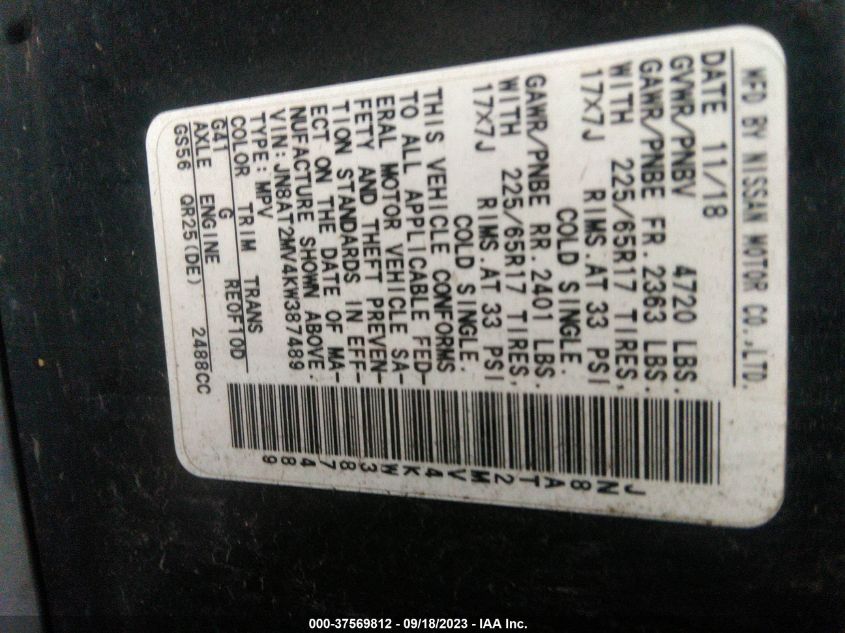 MFD BY NISSAN MOTOR CO.,LTD.
DATE 11/18
GVWR/PNBV 4720 LBS.
GAWR/PNBE FR. 2363 LBS.
WITH 225/65R17 TIRES,
17X7J RIMS.AT 33 PSI
COLD SINGLE.
GAWR/PNBE RR. 2401 LBS.
WITH 225/65R17 TIRES,
17X7J RIMS.AT 33 PSI
COLD SINGLE.
THIS VEHICLE CONFORMS
TO ALL APPLICABLE FED-
ERAL MOTOR VEHICLE SA-
FETY AND THEFT PREVEN-
TION STANDARDS IN EFF-
ECT ON THE DATE OF MA-
NUFACTURE SHOWN ABOVE.
VIN:JN8AT2MV4KW387489
TYPE:MPV
COLOR TRIM TRANS
G41 G RE0F10D
AXLE ENGINE
GS56 QR25(DE) 2488CC
JN8AT2MV4KW387489
000-37569812 - 09/18/2023 - IAA Inc.